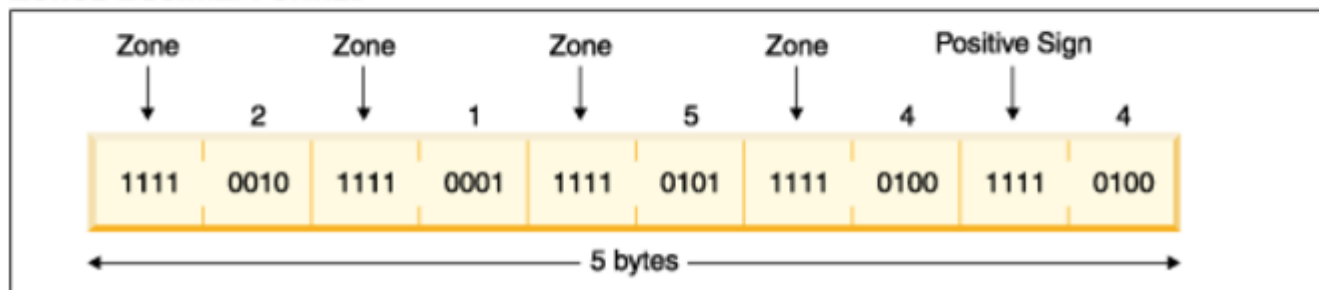 Zone Zone Zone Zone Positive Sign
2 1 5 4 4
1111 0010 1111 0001 1111 0101 1111 0100 1111 0100
5 bytes